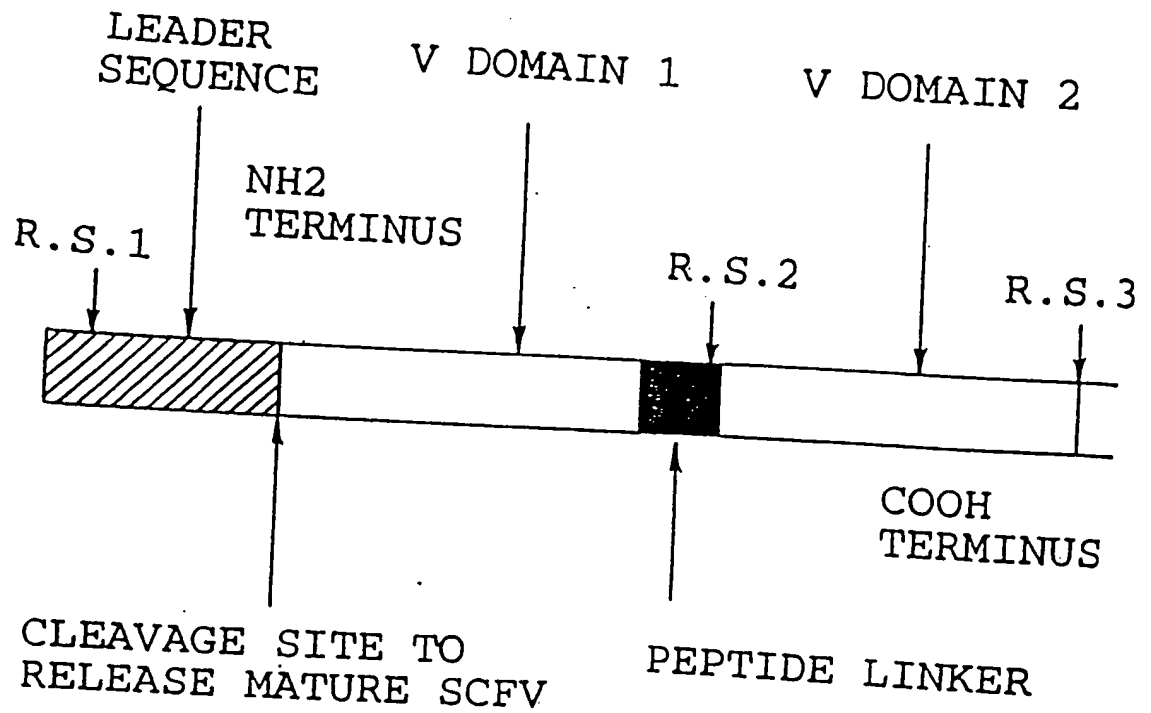 LEADER
SEQUENCE
V DOMAIN 1
V DOMAIN 2
NH2
TERMINUS
R.S.1
R.S.2
R.S.3
COOH
TERMINUS
CLEAVAGE SITE TO
RELEASE MATURE SCFV
PEPTIDE LINKER